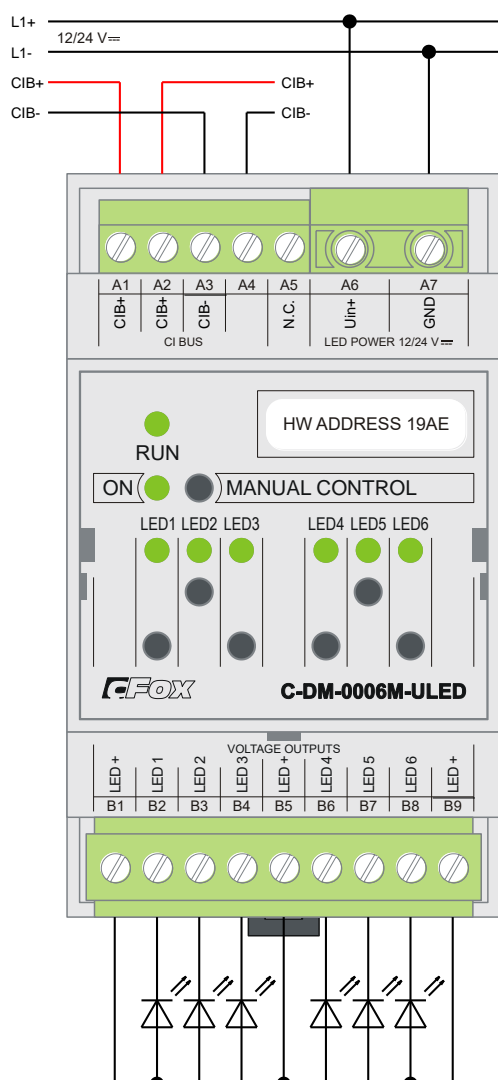 L1+
12/24 V
L1-
CIB+ CIB+
CIB- CIB-
A1 A2 A3 A4 A5 A6 A7
CIB+ CIB+ CIB- N.C. Uin+ GND
CI BUS LED POWER 12/24 V
HW ADDRESS 19AE
RUN
ON MANUAL CONTROL
LED1 LED2 LED3 LED4 LED5 LED6
CFox C-DM-0006M-ULED
VOLTAGE OUTPUTS
LED + LED 1 LED 2 LED 3 LED + LED 4 LED 5 LED 6 LED +
B1 B2 B3 B4 B5 B6 B7 B8 B9